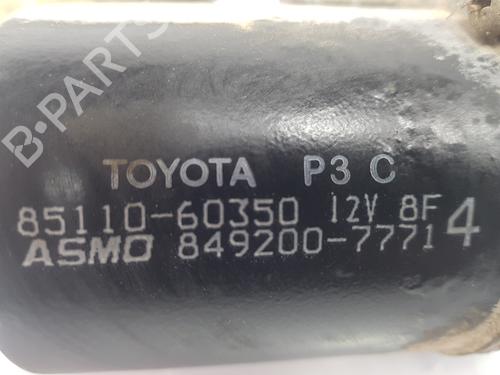 B-PARTS
TOYOTA P3 C
85110-60350 12V 8F 4
ASMO 849200-7771